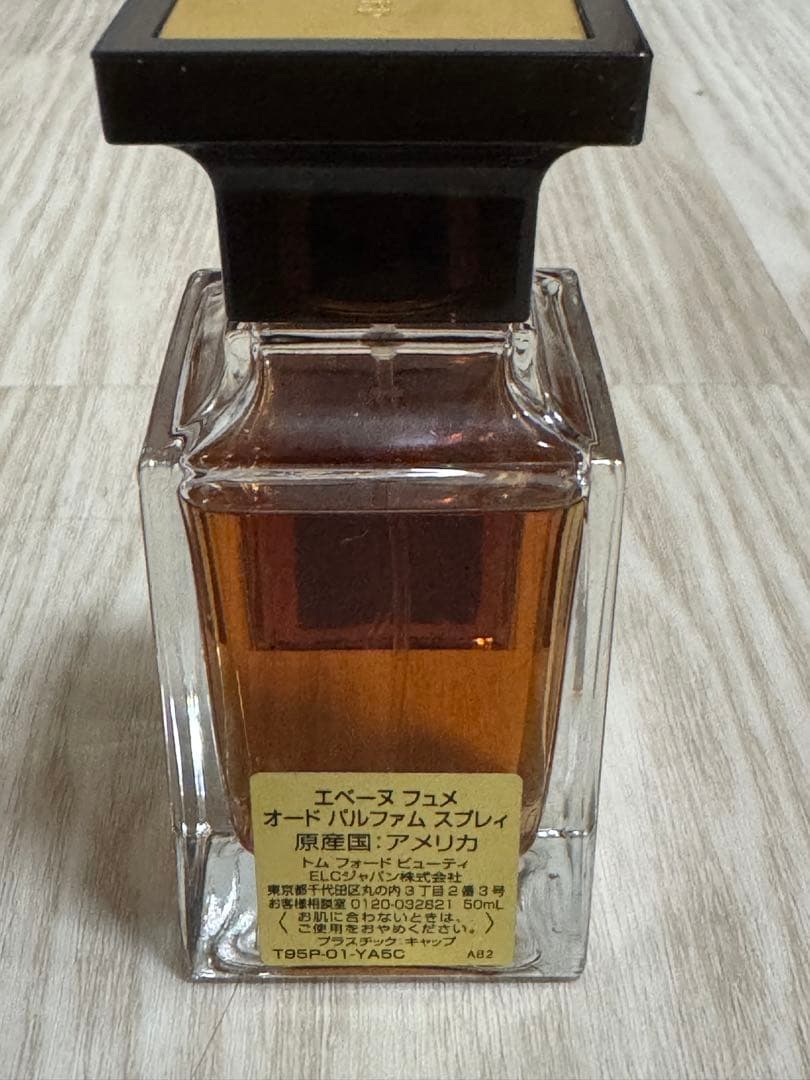 エベーヌ フュメ
オード パルファム スプレィ
原産国：アメリカ
トム フォード ビューティ
ELCジャパン株式会社
東京都千代田区丸の内3丁目2番3号
お客様相談室 0120-032821 50mL
〈お肌に合わないときは、
ご使用をおやめください。〉
プラスチック：キャップ
T95P-01-YA5C AB2